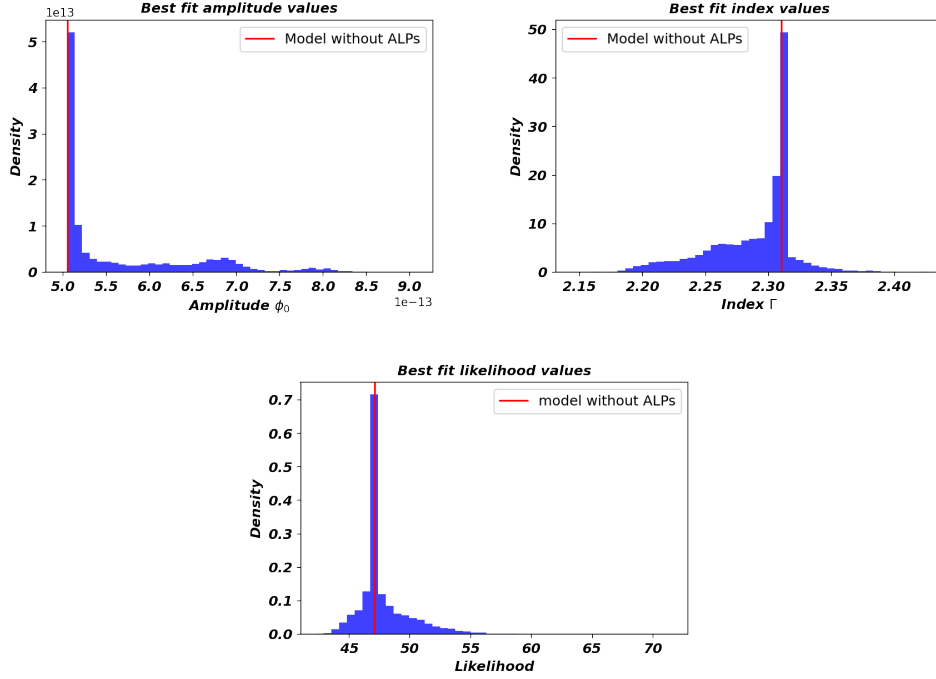 Best fit amplitude values
1e13
Model without ALPs
5
4
3
2
1
0
Density
5.0 5.5 6.0 6.5 7.0 7.5 8.0 8.5 9.0
1e−13
Amplitude ϕ₀
Best fit index values
Model without ALPs
50
40
30
20
10
0
Density
2.15 2.20 2.25 2.30 2.35 2.40
Index Γ
Best fit likelihood values
model without ALPs
0.7
0.6
0.5
0.4
0.3
0.2
0.1
0.0
Density
45 50 55 60 65 70
Likelihood